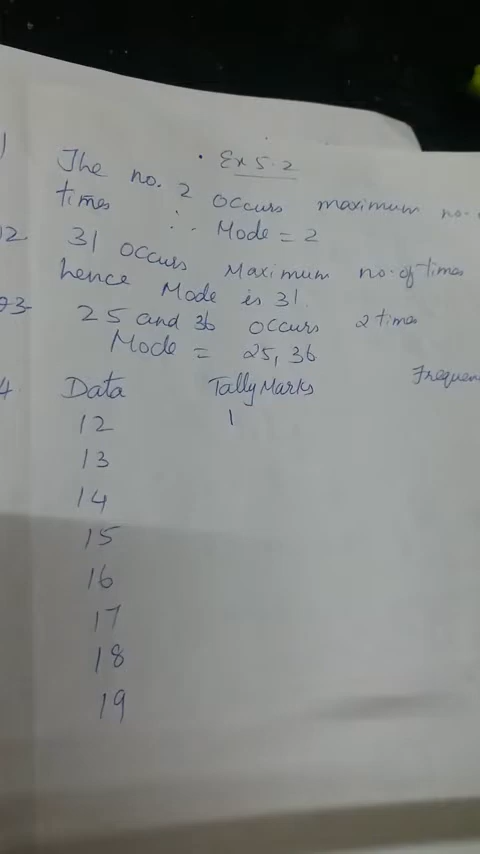 Ex 5.2
) The no. 2 occurs maximum no.
times ∴ Mode = 2
2 31 occurs Maximum no. of times
hence Mode is 31.
3 25 and 36 occurs 2 times
Mode = 25, 36
4. Data Tally Marks Frequen
12 |
13
14
15
16
17
18
19